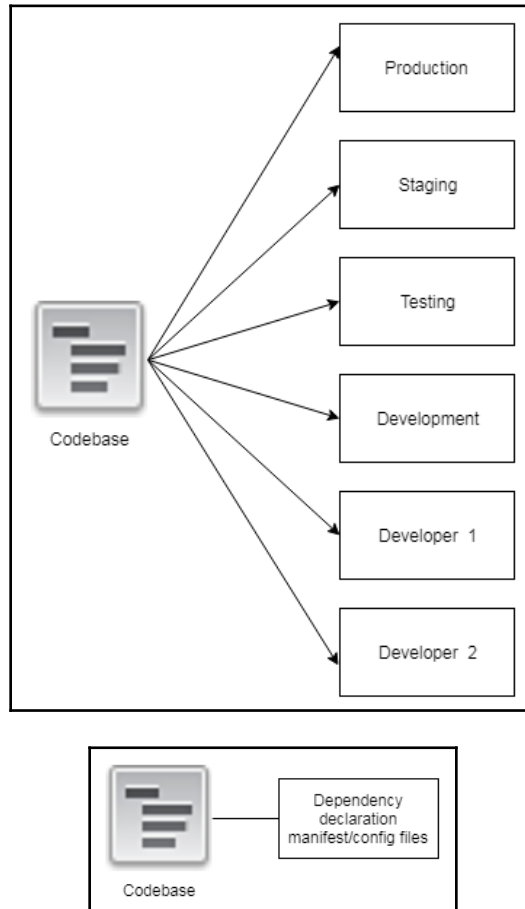 Production
Staging
Testing
Codebase
Development
Developer 1
Developer 2
Dependency
declaration
manifest/config files
Codebase